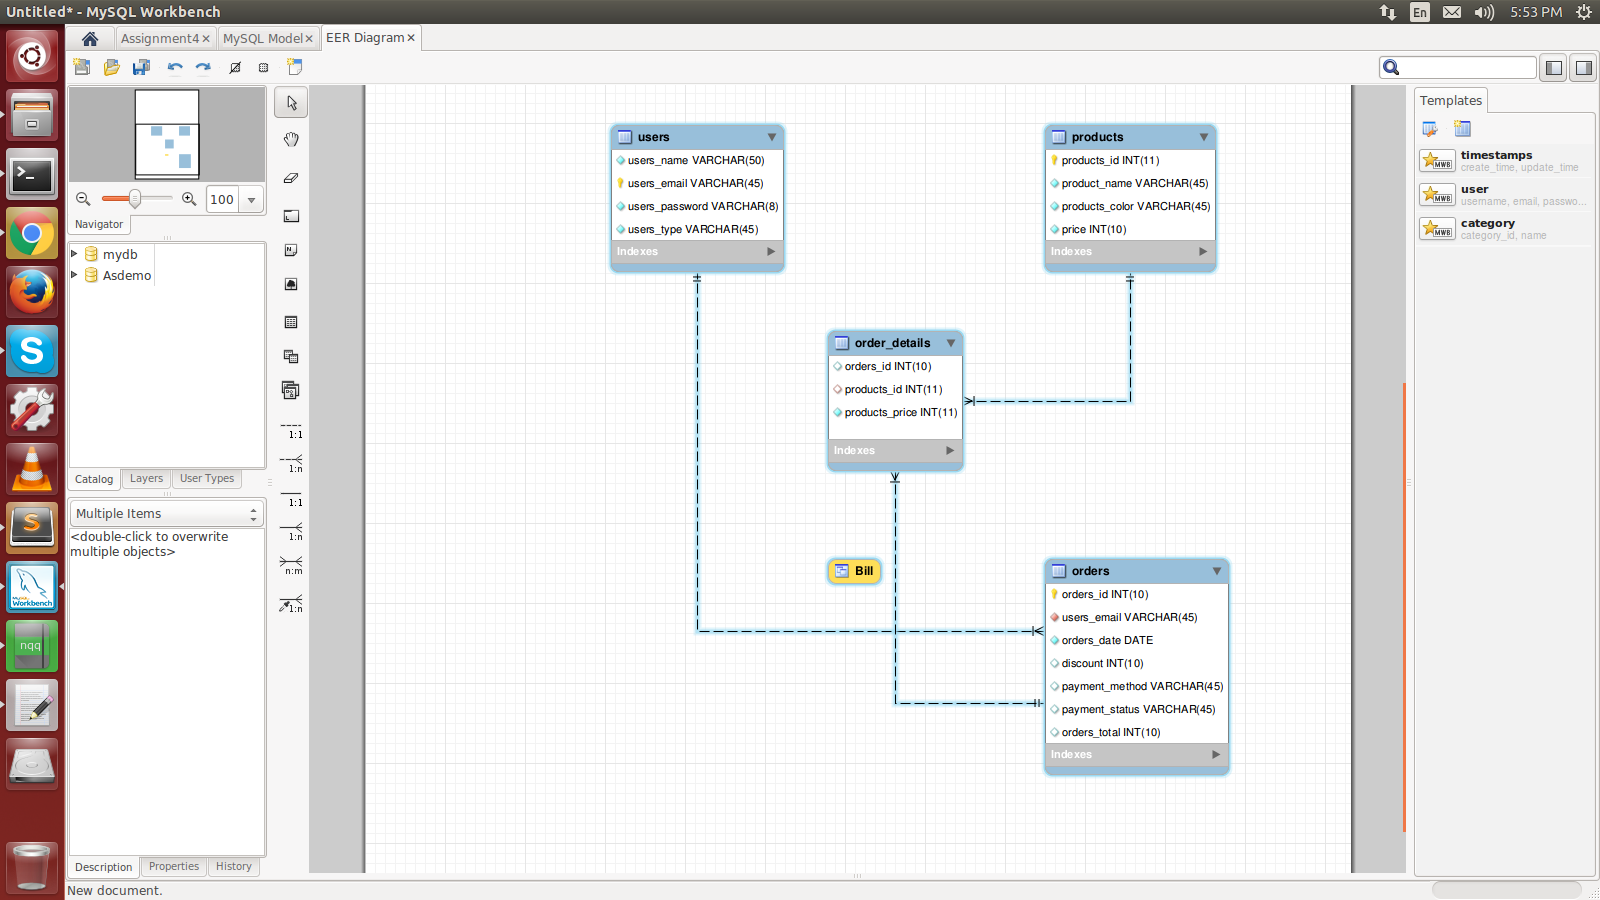 Untitled* - MySQL Workbench
En
5:53 PM
Assignment4
MySQL Model
EER Diagram
100
Navigator
mydb
Asdemo
Catalog
Layers
User Types
Multiple Items
<double-click to overwrite
multiple objects>
Description
Properties
History
New document.
1:1
1:n
1:1
1:n
n:m
1:n
users
users_name VARCHAR(50)
users_email VARCHAR(45)
users_password VARCHAR(8)
users_type VARCHAR(45)
Indexes
products
products_id INT(11)
product_name VARCHAR(45)
products_color VARCHAR(45)
price INT(10)
Indexes
order_details
orders_id INT(10)
products_id INT(11)
products_price INT(11)
Indexes
Bill
orders
orders_id INT(10)
users_email VARCHAR(45)
orders_date DATE
discount INT(10)
payment_method VARCHAR(45)
payment_status VARCHAR(45)
orders_total INT(10)
Indexes
Templates
MWB
timestamps
create_time, update_time
MWB
user
username, email, passwo...
MWB
category
category_id, name
S
S
MySQL
Workbench
nqq